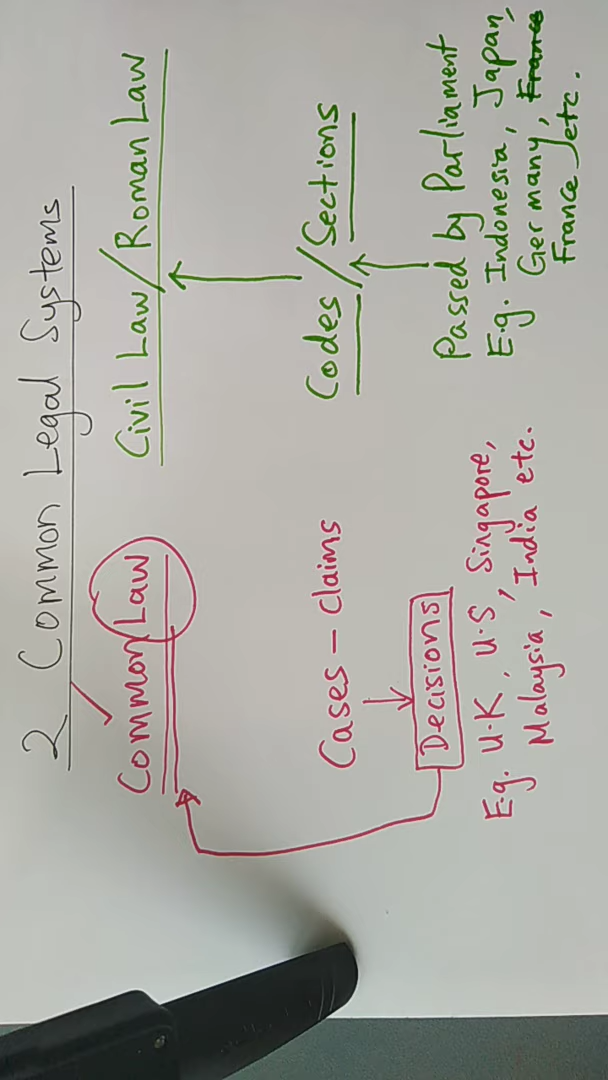 2 Common Legal Systems
Common Law
Cases - claims
Decisions
E.g. U.K, U.S, Singapore,
Malaysia, India etc.
Civil Law/Roman Law
Codes/Sections
Passed by Parliament
E.g. Indonesia, Japan,
Germany, France
France etc.